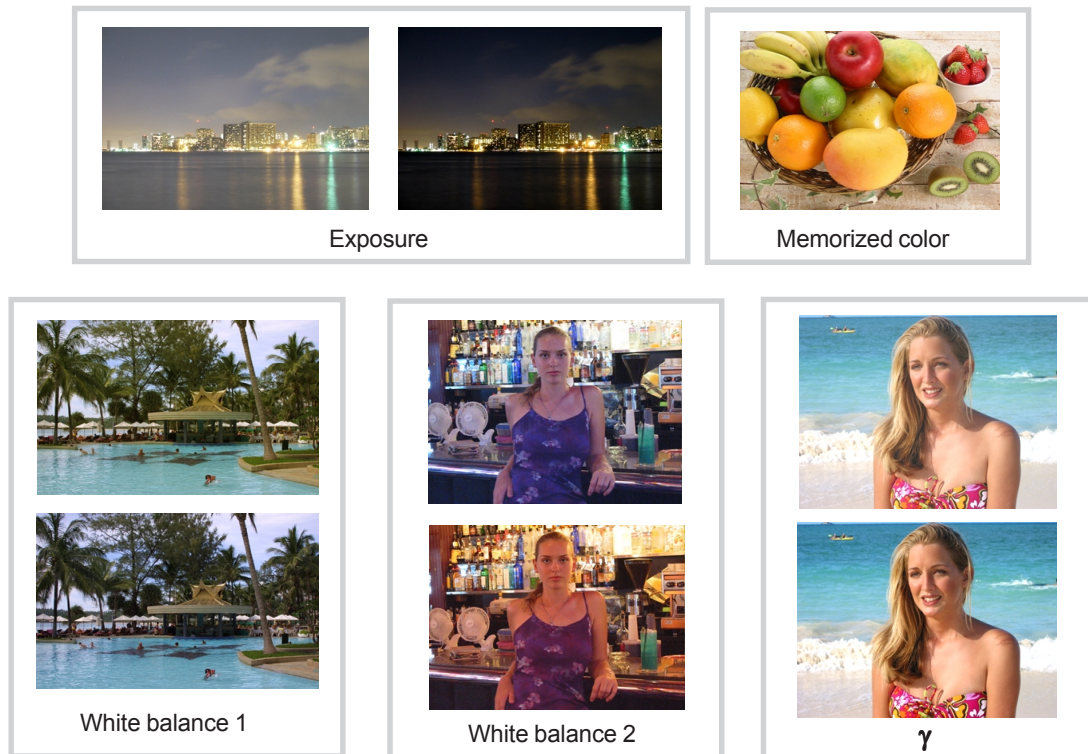 Exposure
Memorized color
White balance 1
White balance 2
γ